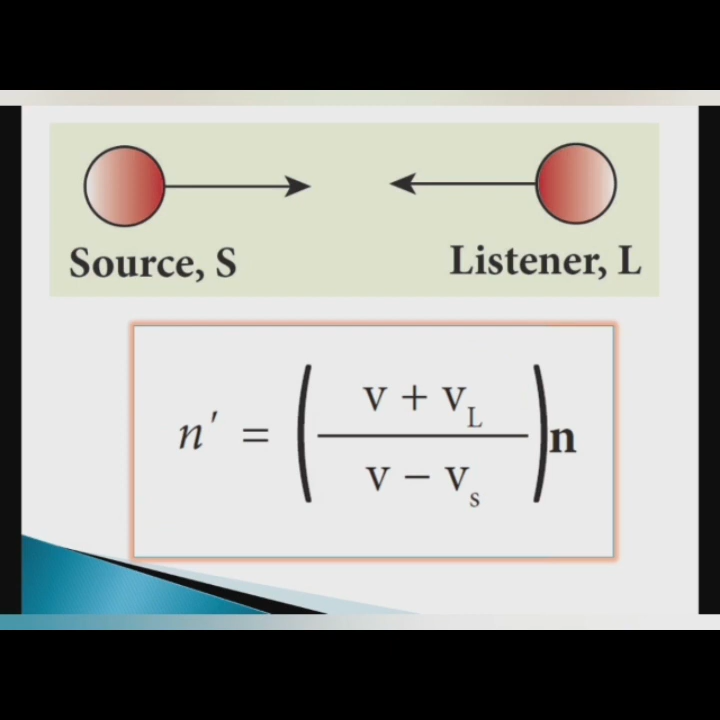 Source, S
Listener, L
n′ = ( v + v_L / v − v_s ) n